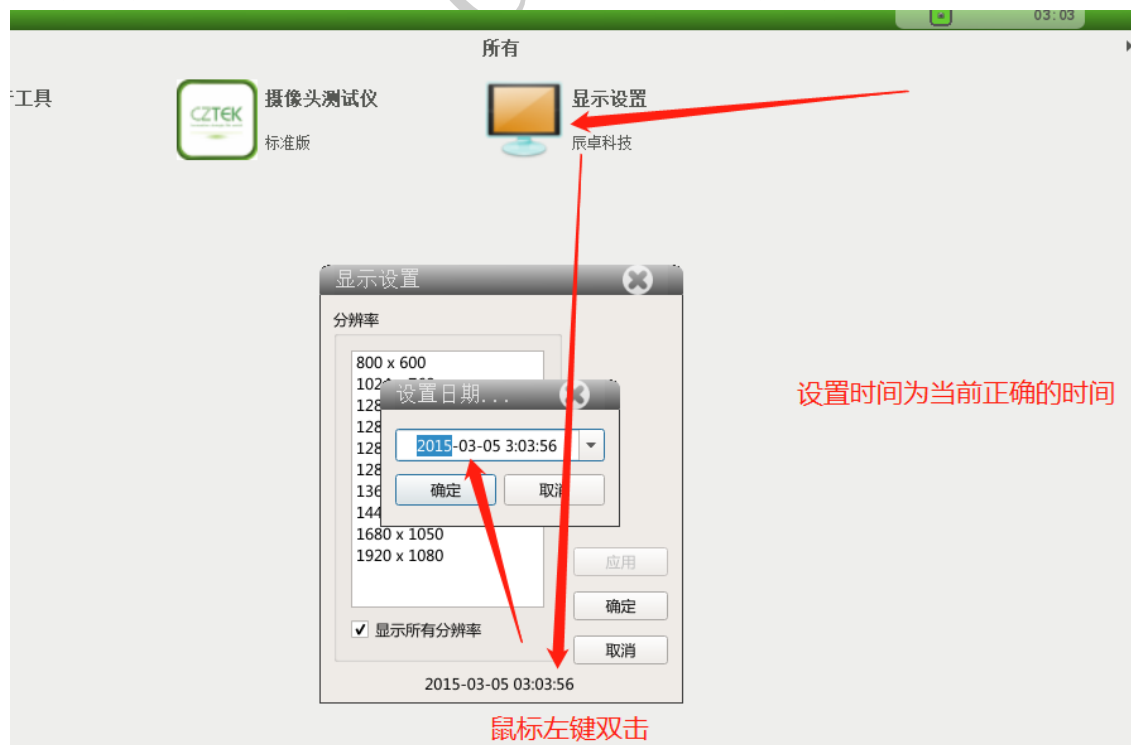 03:03
所有
工具
摄像头测试仪
标准版
CZTEK
显示设置
辰卓科技
显示设置
分辨率
800 x 600
设置日期...
2015-03-05 3:03:56
确定
取消
1680 x 1050
1920 x 1080
应用
确定
取消
显示所有分辨率
2015-03-05 03:03:56
设置时间为当前正确的时间
鼠标左键双击